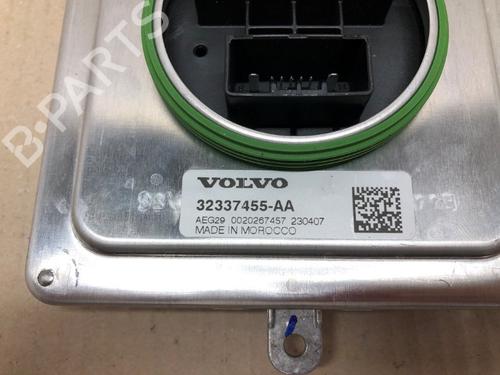 B-PARTS
VOLVO
32337455-AA
AEG29 0020267457 230407
MADE IN MOROCCO